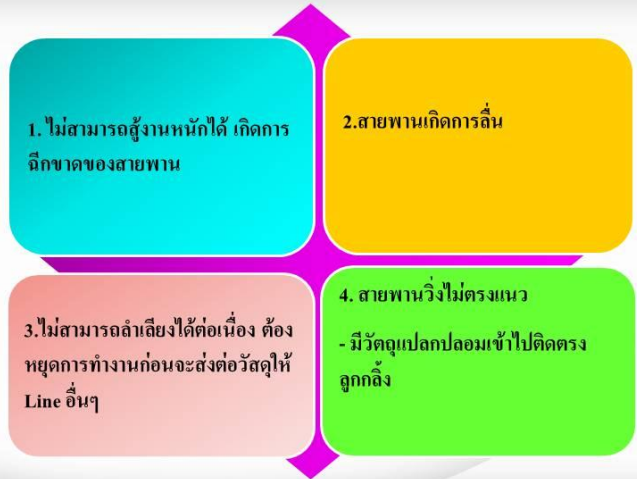 1. ไม่สามารถสู้งานหนักได้ เกิดการ
ฉีกขาดของสายพาน
2.สายพานเกิดการลื่น
3.ไม่สามารถลำเลียงได้ต่อเนื่อง ต้อง
หยุดการทำงานก่อนจะส่งต่อวัสดุให้
Line อื่นๆ
4. สายพานวิ่งไม่ตรงแนว
- มีวัตถุแปลกปลอมเข้าไปติดตรง
ลูกกลิ้ง